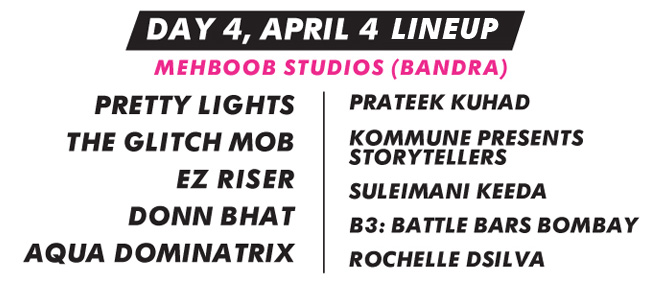 DAY 4, APRIL 4 LINEUP
MEHBOOB STUDIOS (BANDRA)
PRETTY LIGHTS
THE GLITCH MOB
EZ RISER
DONN BHAT
AQUA DOMINATRIX
PRATEEK KUHAD
KOMMUNE PRESENTS
STORYTELLERS
SULEIMANI KEEDA
B3: BATTLE BARS BOMBAY
ROCHELLE DSILVA